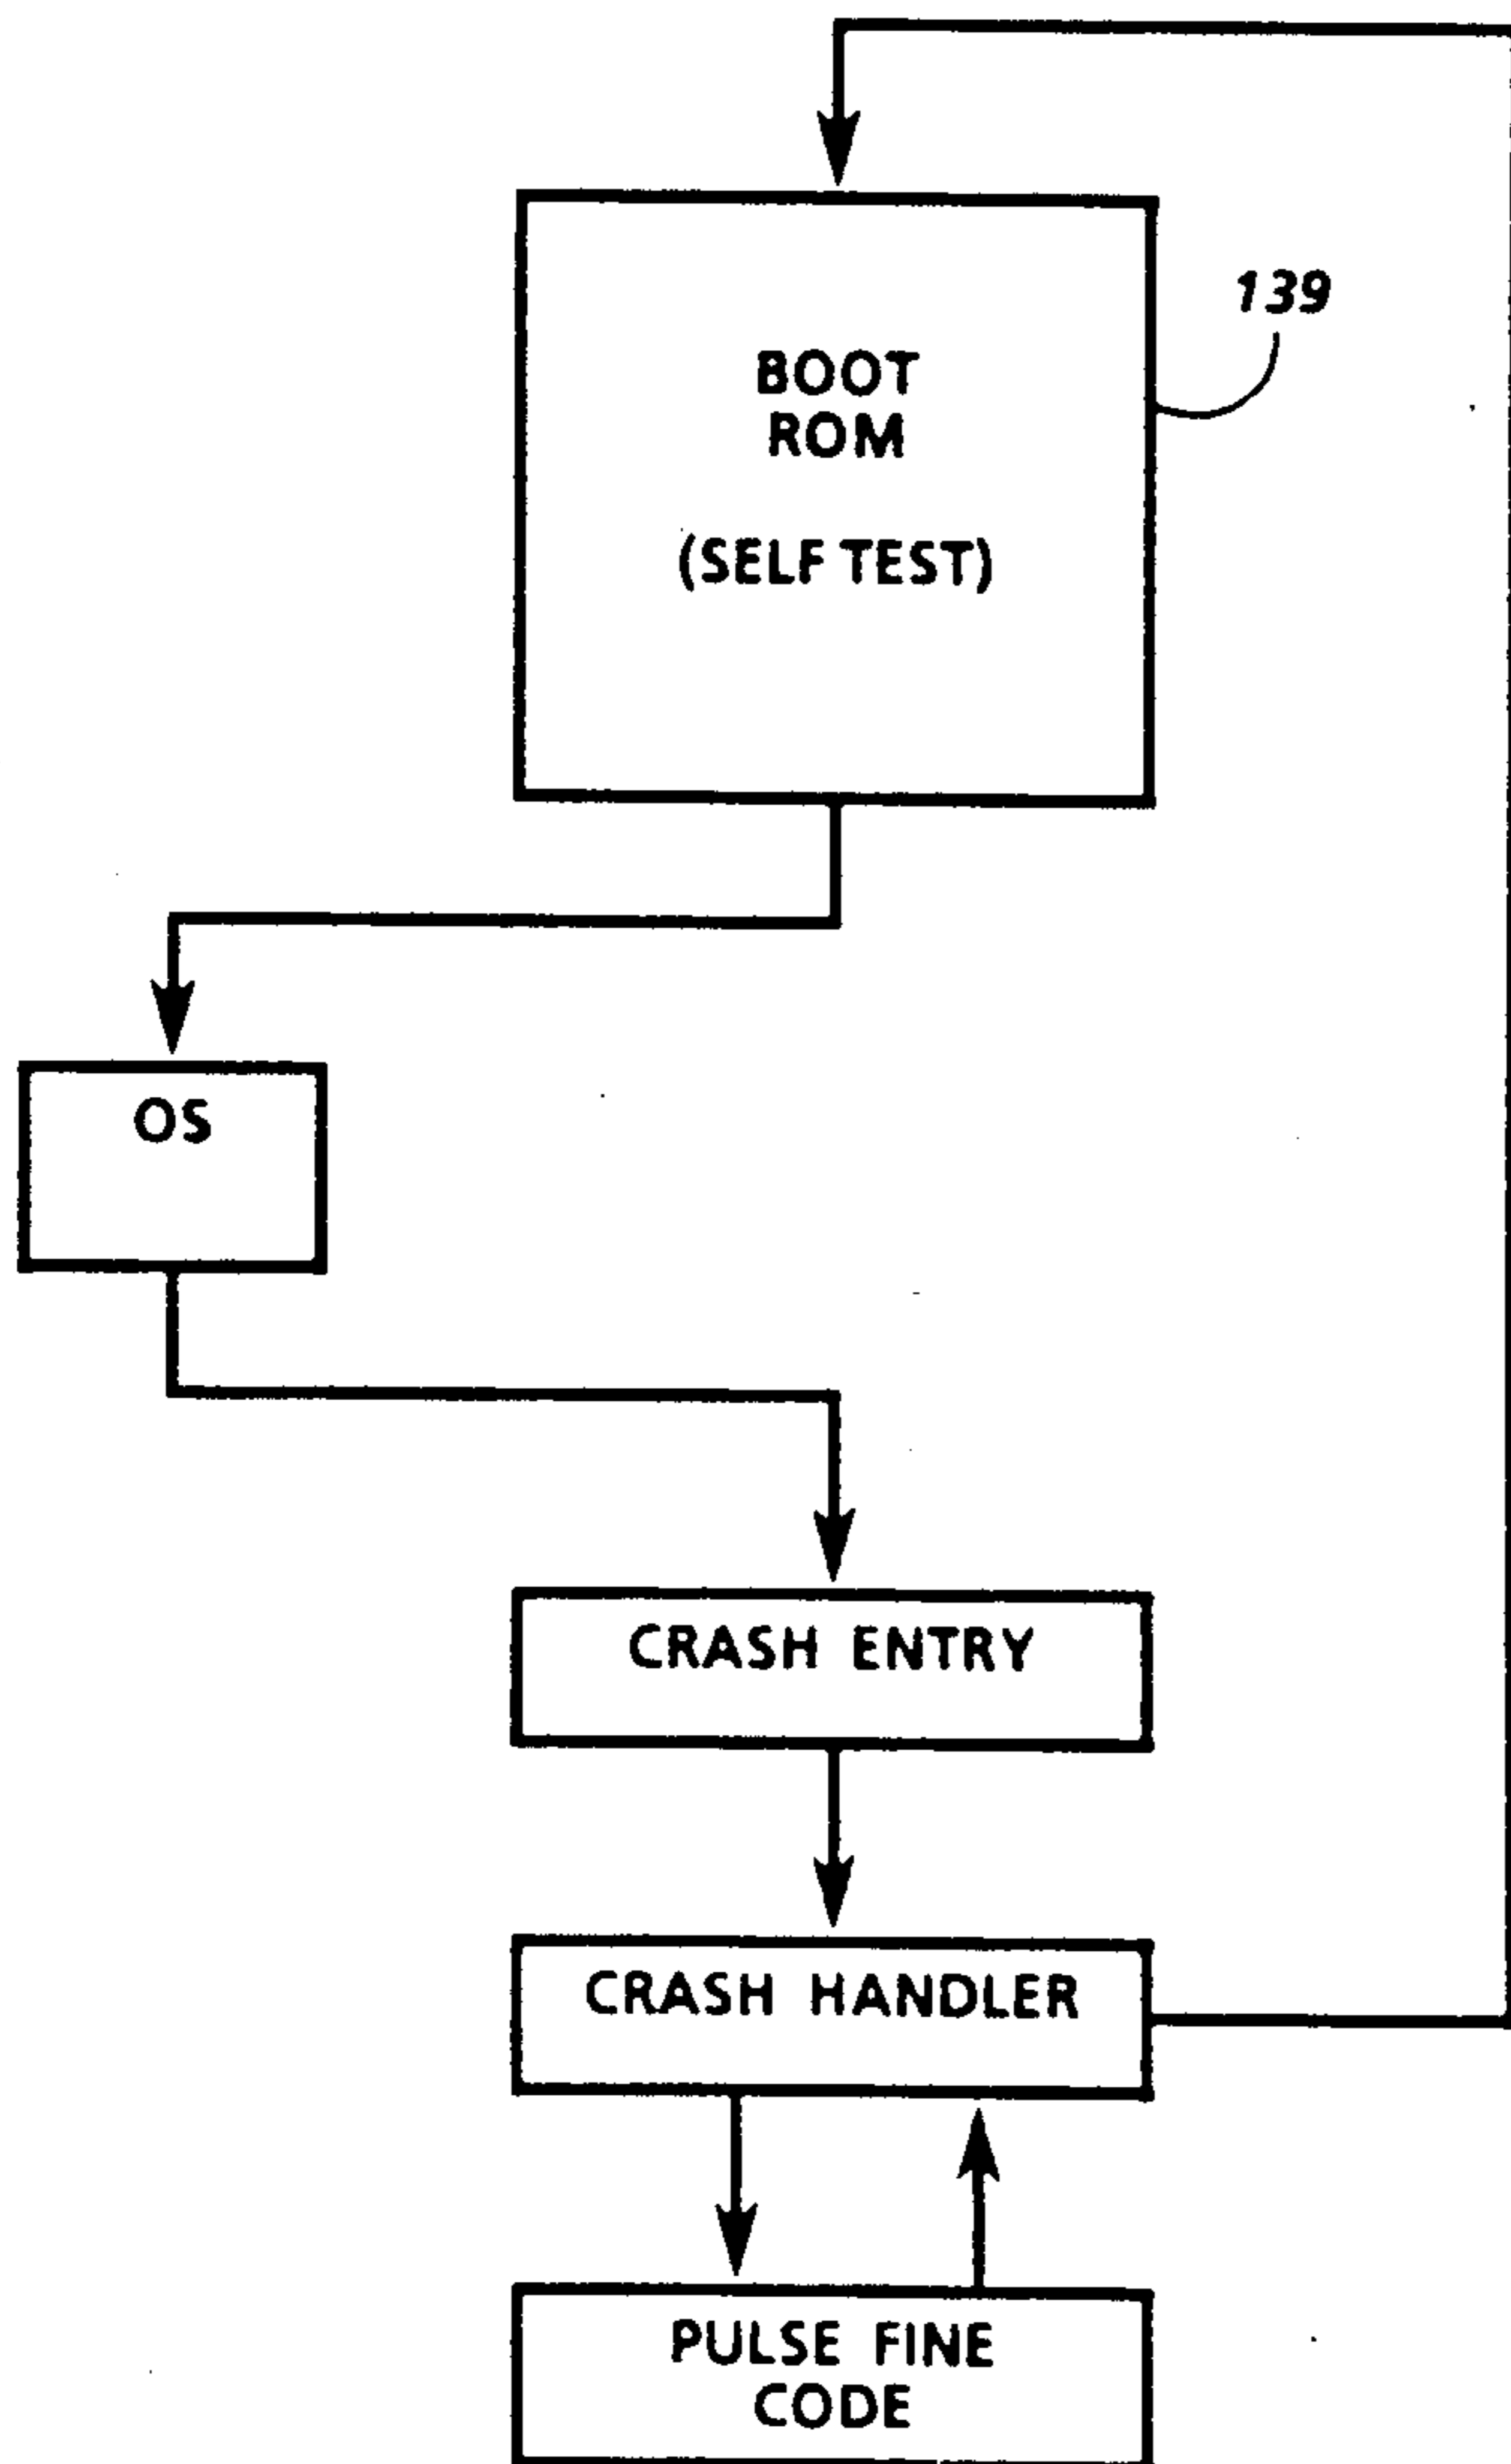 139
BOOT
ROM
(SELF TEST)
OS
CRASH ENTRY
CRASH HANDLER
PULSE FINE
CODE